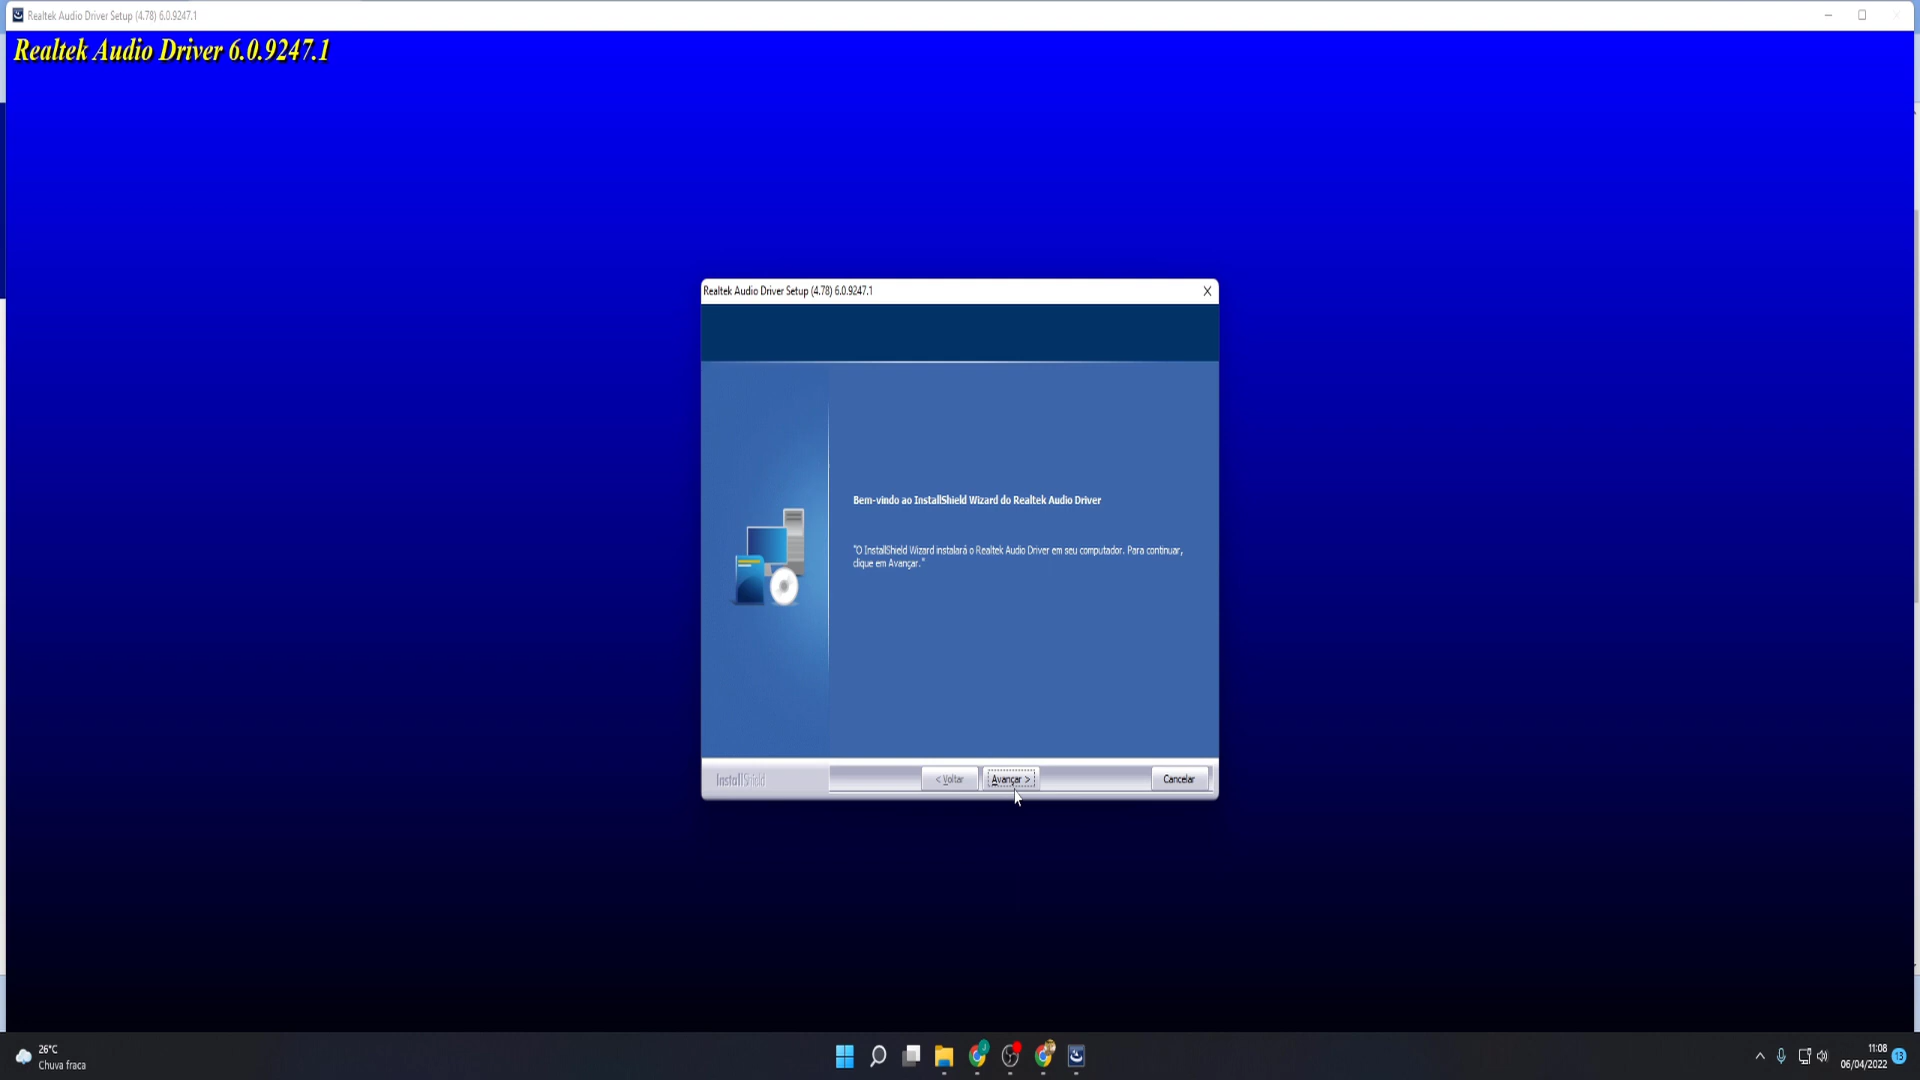 Realtek Audio Driver Setup (4.78) 6.0.9247.1
Realtek Audio Driver 6.0.9247.1
Realtek Audio Driver Setup (4.78) 6.0.9247.1
X
Bem-vindo ao InstallShield Wizard do Realtek Audio Driver
"O InstallShield Wizard instalará o Realtek Audio Driver em seu computador. Para continuar,
clique em Avançar."
InstallShield
< Voltar
Avançar >
Cancelar
26°C
Chuva fraca
11:08
06/04/2022
13